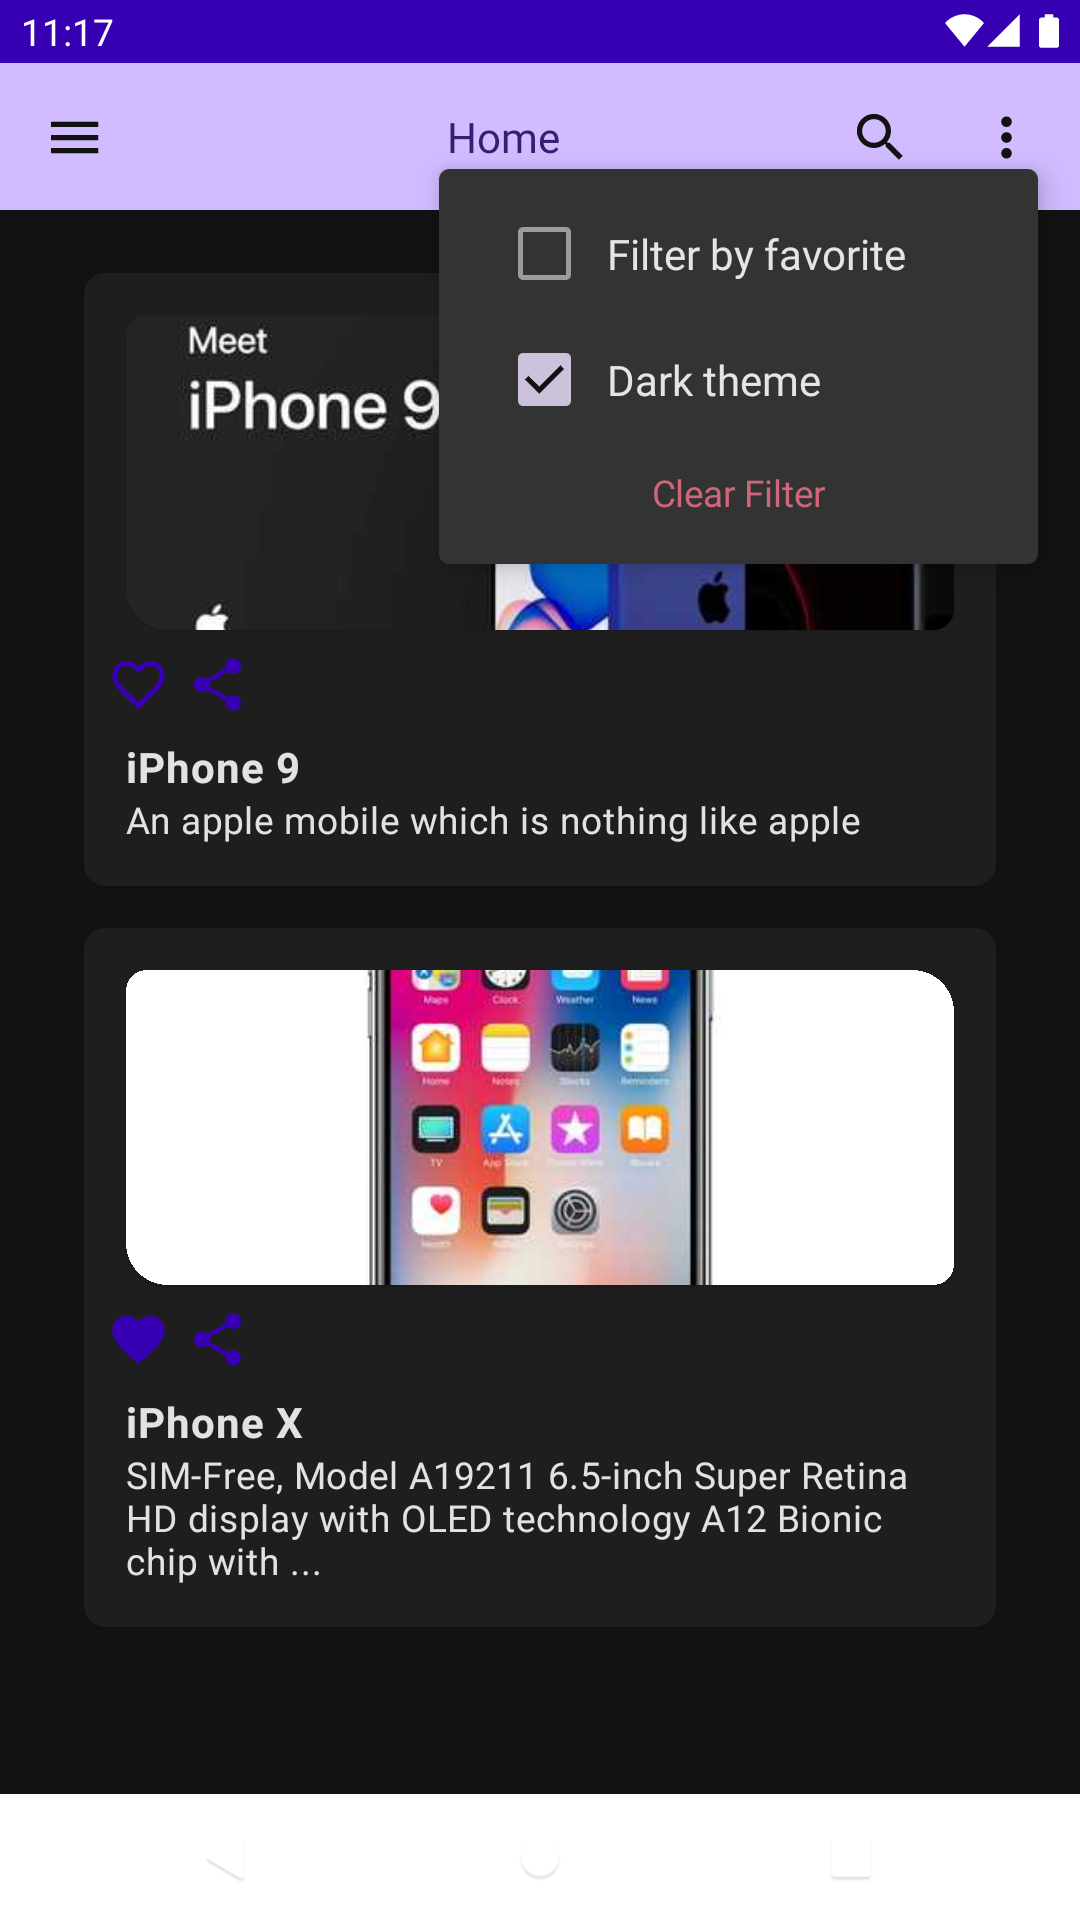 11:17
Home
Filter by favorite
Dark theme
Clear Filter
Meet
iPhone 9
iPhone 9
An apple mobile which is nothing like apple
Maps Clock Weather News
Home Notes Stocks Reminders
TV App Store iTunes Store iBooks
Health Wallet Settings
iPhone X
SIM-Free, Model A19211 6.5-inch Super Retina
HD display with OLED technology A12 Bionic
chip with ...